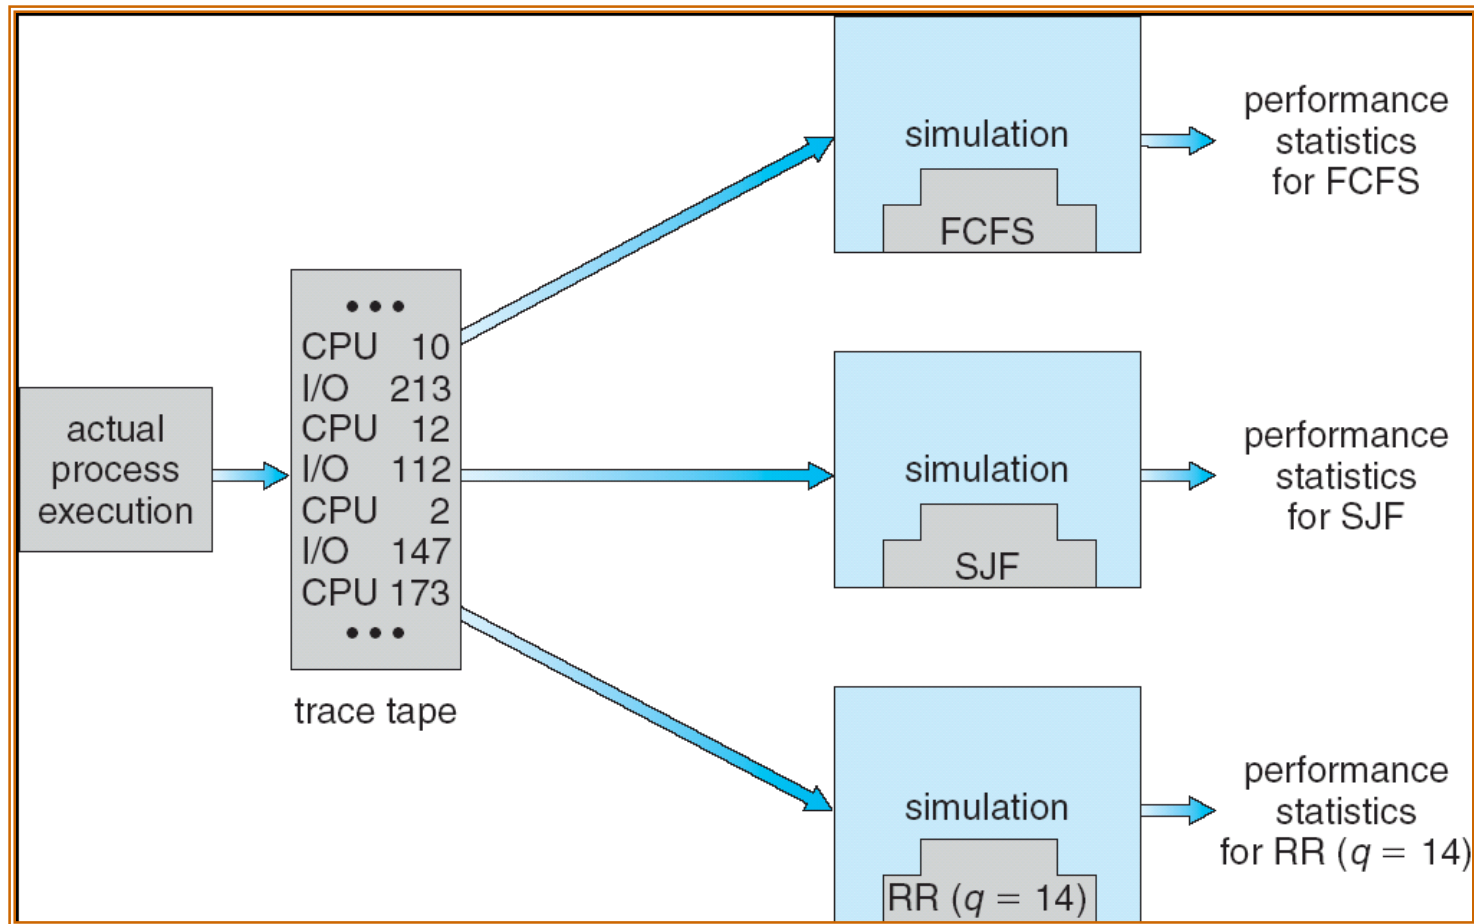 actual
process
execution
• • •
CPU 10
I/O 213
CPU 12
I/O 112
CPU 2
I/O 147
CPU 173
• • •
trace tape
simulation
FCFS
performance
statistics
for FCFS
simulation
SJF
performance
statistics
for SJF
simulation
RR (q = 14)
performance
statistics
for RR (q = 14)